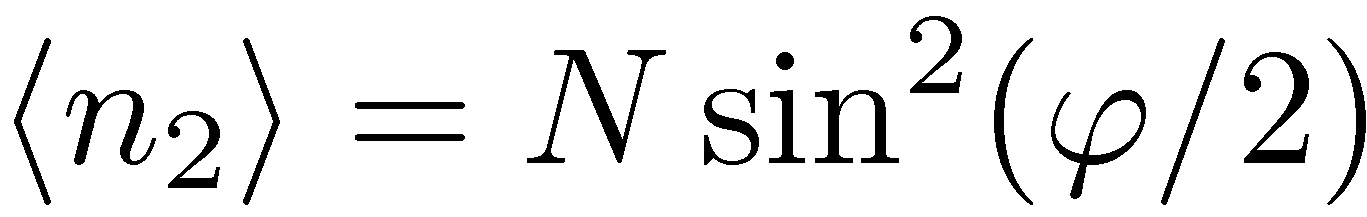 ⟨n₂⟩ = N sin²(φ/2)